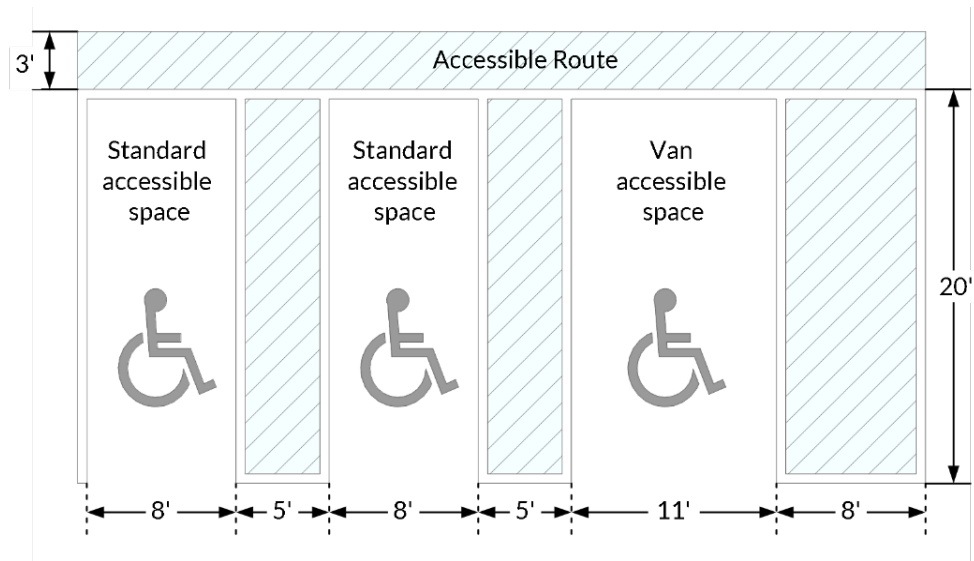 Accessible Route
3'
Standard
accessible
space
Standard
accessible
space
Van
accessible
space
20'
8'
5'
8'
5'
11'
8'